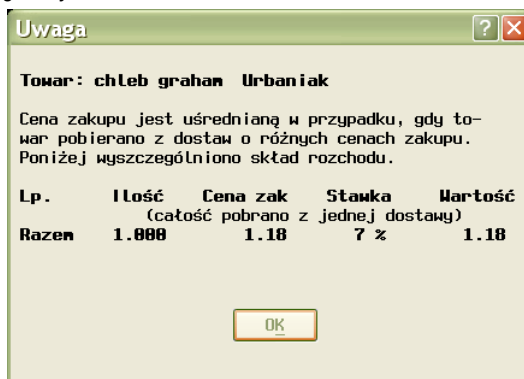 Uwaga
Towar: chleb graham Urbaniak
Cena zakupu jest uśrednianą w przypadku, gdy to-
war pobierano z dostaw o różnych cenach zakupu.
Poniżej wyszczególniono skład rozchodu.
Lp. Ilość Cena zak Stawka Wartość
(całość pobrano z jednej dostawy)
Razem 1.000 1.18 7 % 1.18
OK